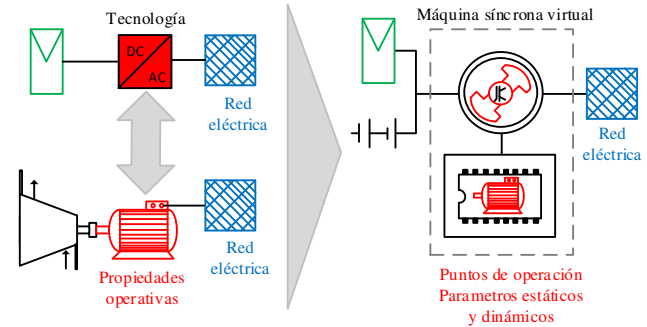 Tecnología
DC
AC
Red
eléctrica
Propiedades
operativas
Red
eléctrica
Máquina síncrona virtual
Red
eléctrica
Puntos de operación
Parametros estáticos
y dinámicos